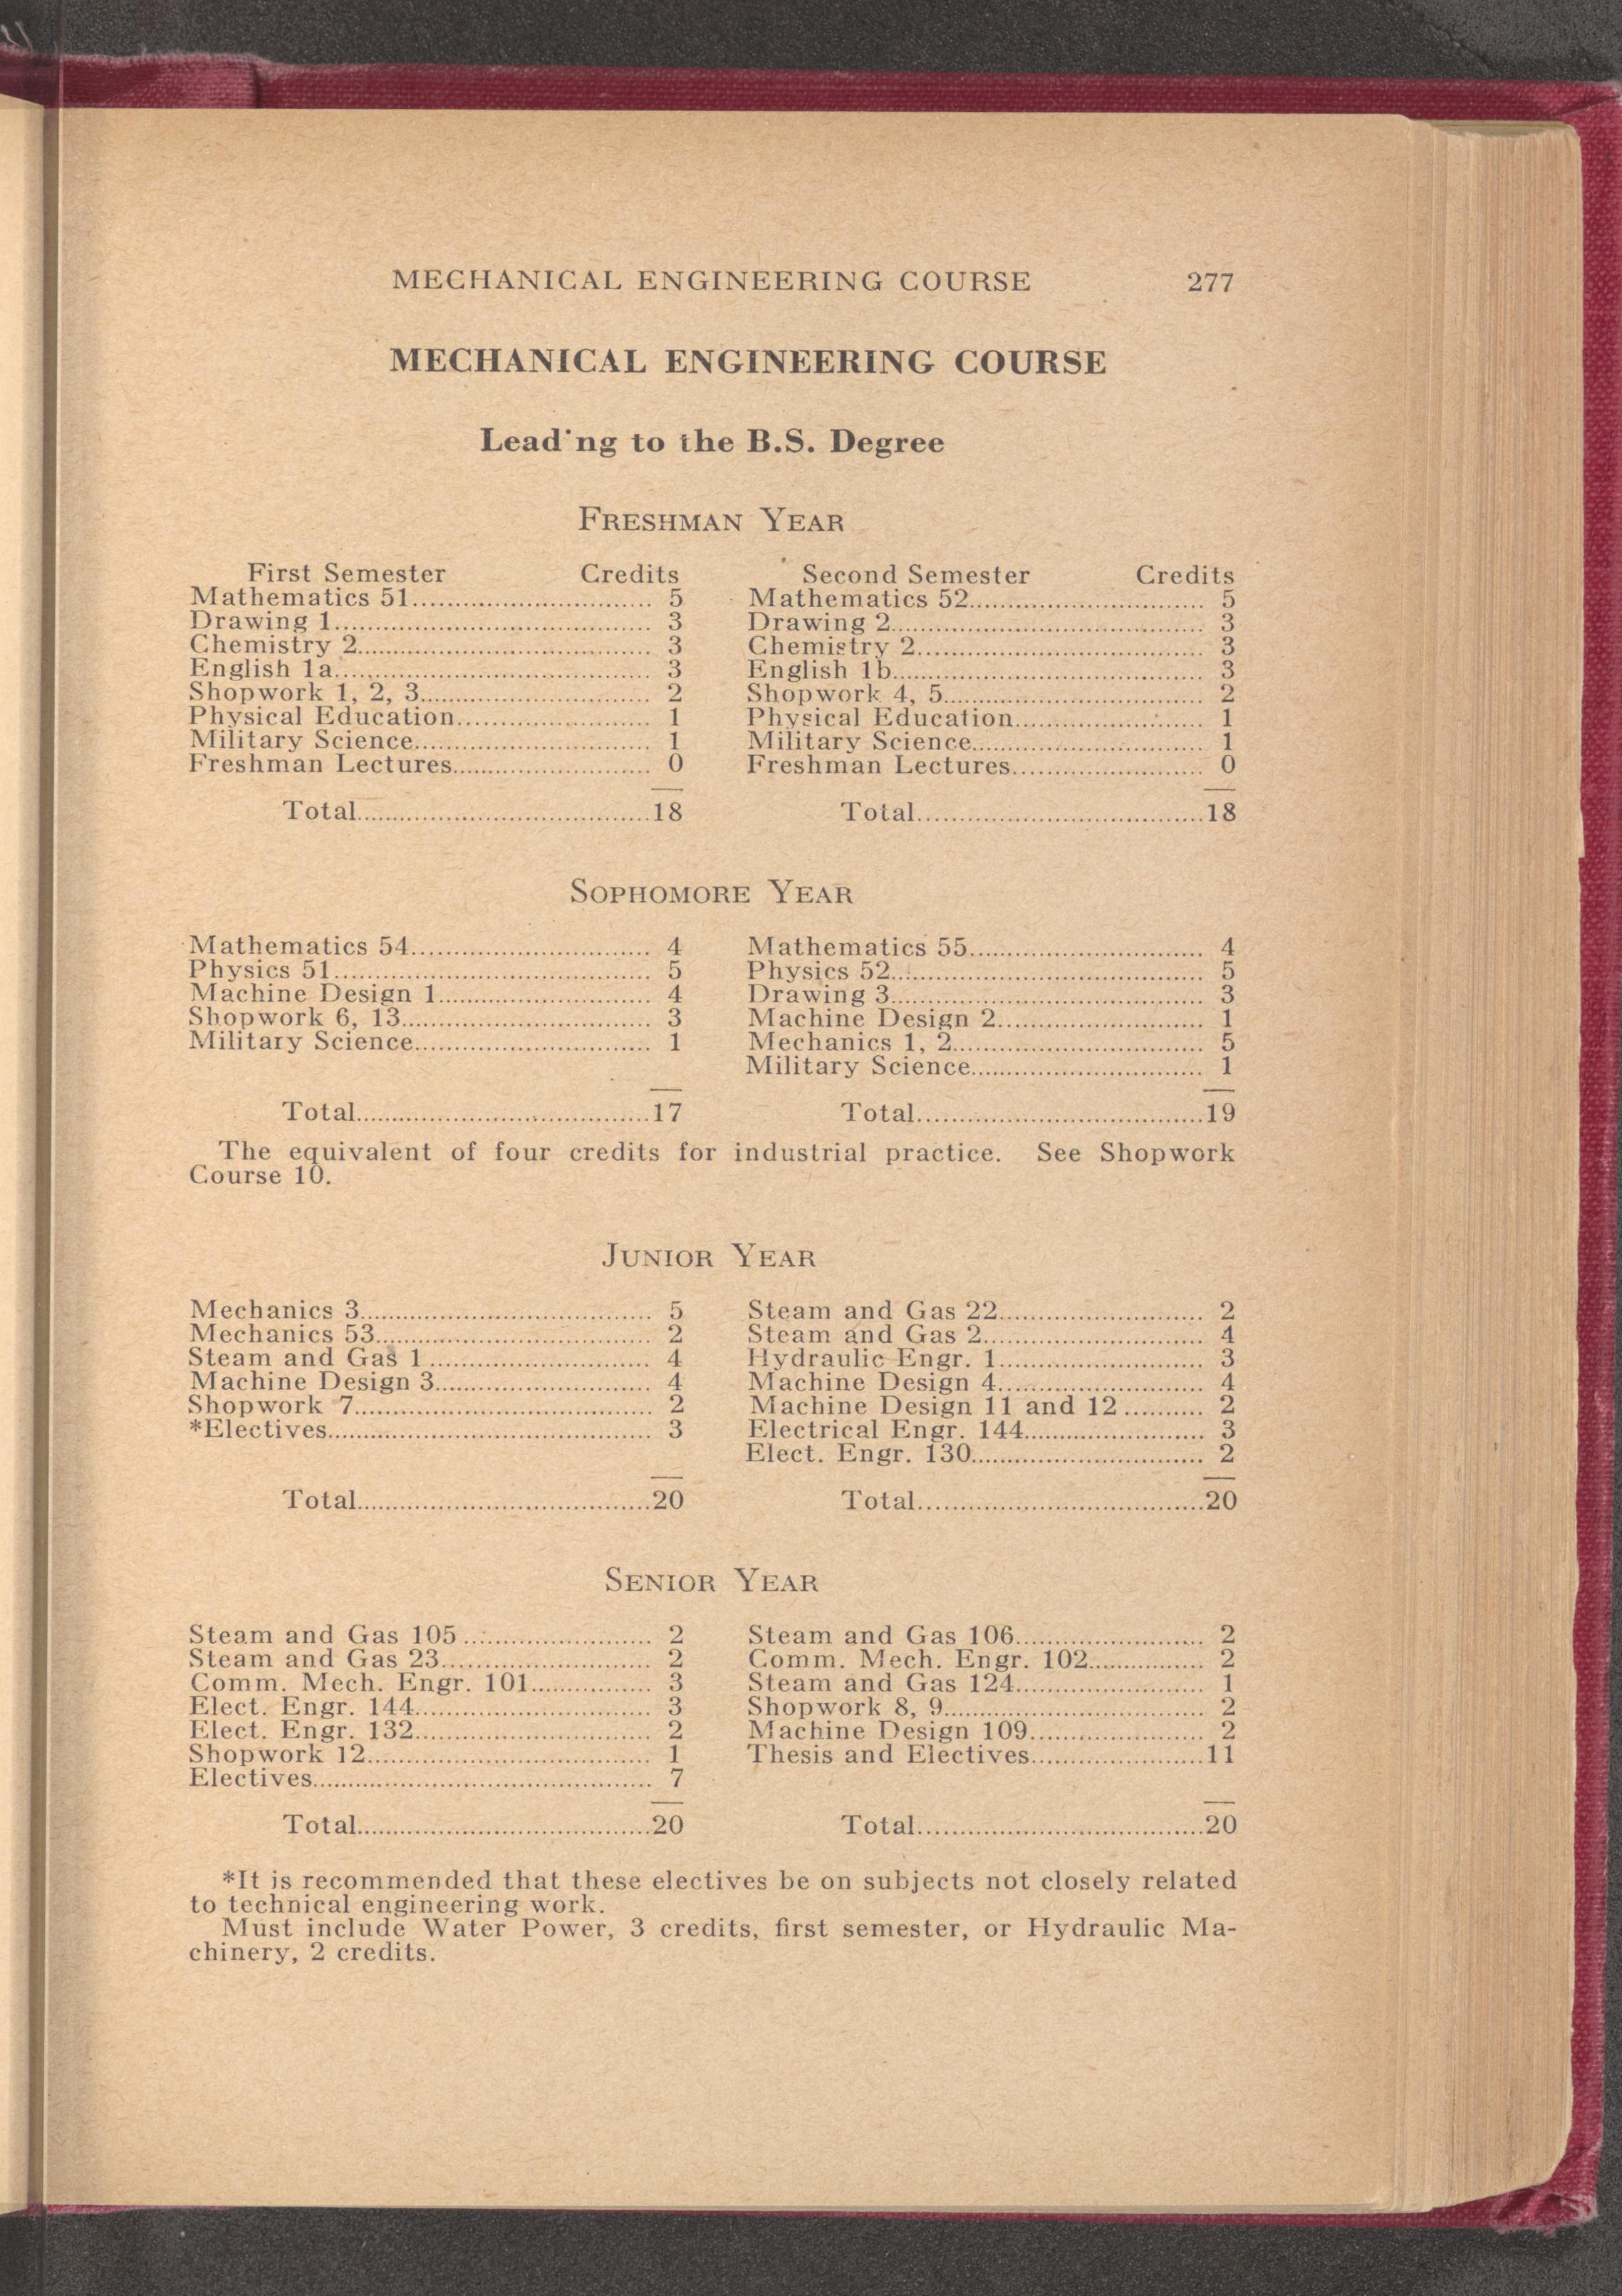 MECHANICAL ENGINEERING COURSE 277
MECHANICAL ENGINEERING COURSE
Lead'ng to the B.S. Degree
FRESHMAN YEAR
First Semester Credits
Mathematics 51 5
Drawing 1 3
Chemistry 2 3
English 1a 3
Shopwork 1, 2, 3 2
Physical Education 1
Military Science 1
Freshman Lectures 0
Total 18
Second Semester Credits
Mathematics 52 5
Drawing 2 3
Chemistry 2 3
English 1b 3
Shopwork 4, 5 2
Physical Education 1
Military Science 1
Freshman Lectures 0
Total 18
SOPHOMORE YEAR
Mathematics 54 4
Physics 51 5
Machine Design 1 4
Shopwork 6, 13 3
Military Science 1
Total 17
Mathematics 55 4
Physics 52 5
Drawing 3 3
Machine Design 2 1
Mechanics 1, 2 5
Military Science 1
Total 19
The equivalent of four credits for industrial practice. See Shopwork
Course 10.
JUNIOR YEAR
Mechanics 3 5
Mechanics 53 2
Steam and Gas 1 4
Machine Design 3 4
Shopwork 7 2
*Electives 3
Total 20
Steam and Gas 22 2
Steam and Gas 2 4
Hydraulic Engr. 1 3
Machine Design 4 4
Machine Design 11 and 12 2
Electrical Engr. 144 3
Elect. Engr. 130 2
Total 20
SENIOR YEAR
Steam and Gas 105 2
Steam and Gas 23 2
Comm. Mech. Engr. 101 3
Elect. Engr. 144 3
Elect. Engr. 132 2
Shopwork 12 1
Electives 7
Total 20
Steam and Gas 106 2
Comm. Mech. Engr. 102 2
Steam and Gas 124 1
Shopwork 8, 9 2
Machine Design 109 2
Thesis and Electives 11
Total 20
*It is recommended that these electives be on subjects not closely related
to technical engineering work.
Must include Water Power, 3 credits, first semester, or Hydraulic Ma-
chinery, 2 credits.